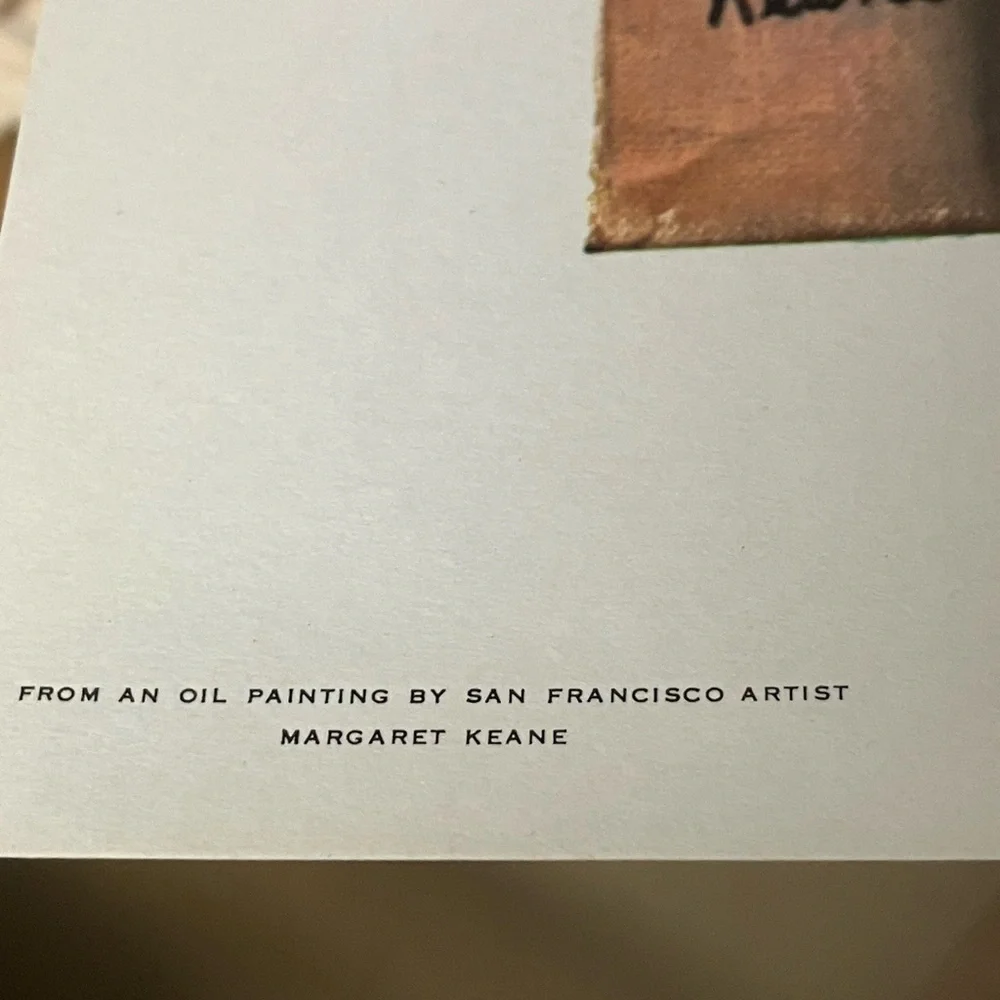 FROM AN OIL PAINTING BY SAN FRANCISCO ARTIST
MARGARET KEANE